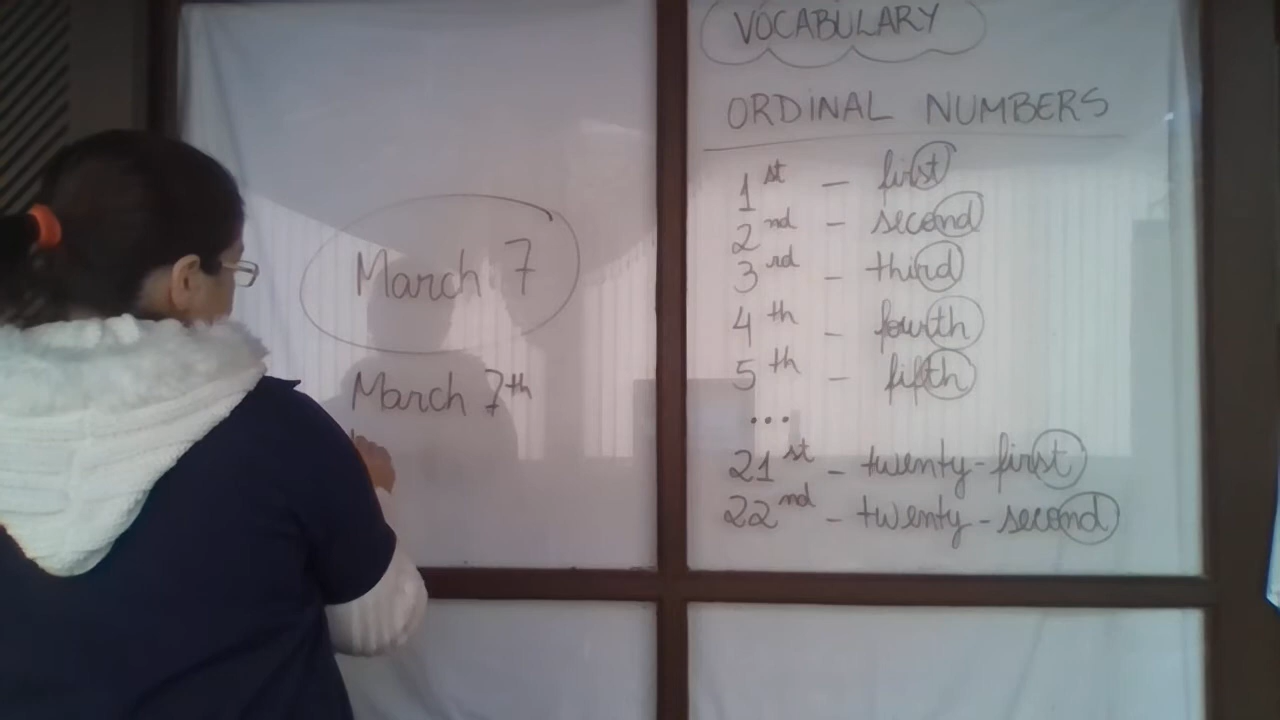 March 7
March 7th
VOCABULARY
ORDINAL NUMBERS
1st - first
2nd - second
3rd - third
4th - fourth
5th - fifth
...
21st - twenty-first
22nd - twenty-second